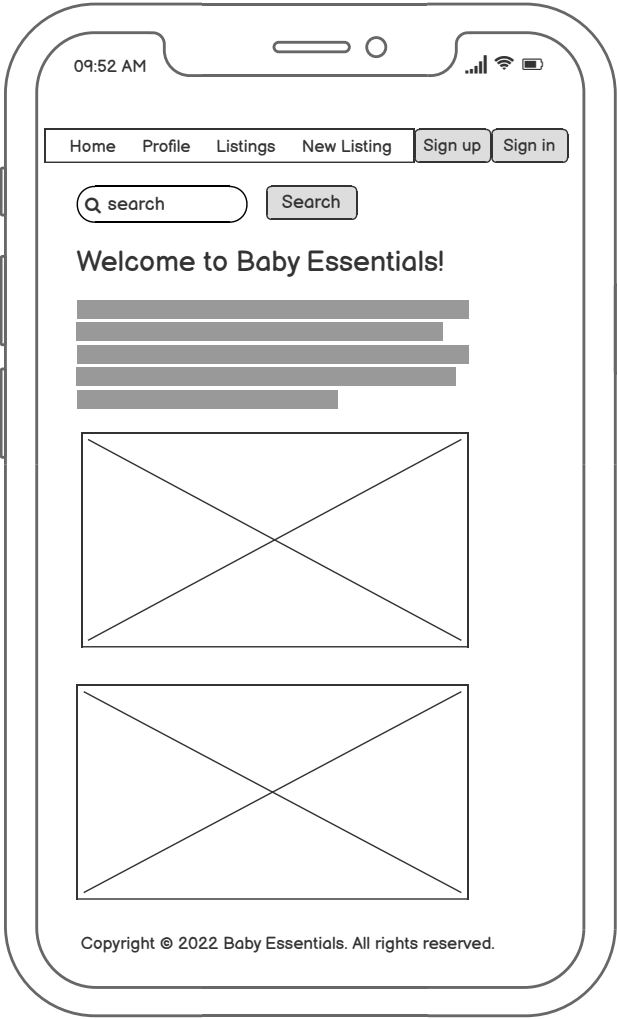 09:52 AM
Home Profile Listings New Listing Sign up Sign in
search Search
Welcome to Baby Essentials!
Copyright © 2022 Baby Essentials. All rights reserved.